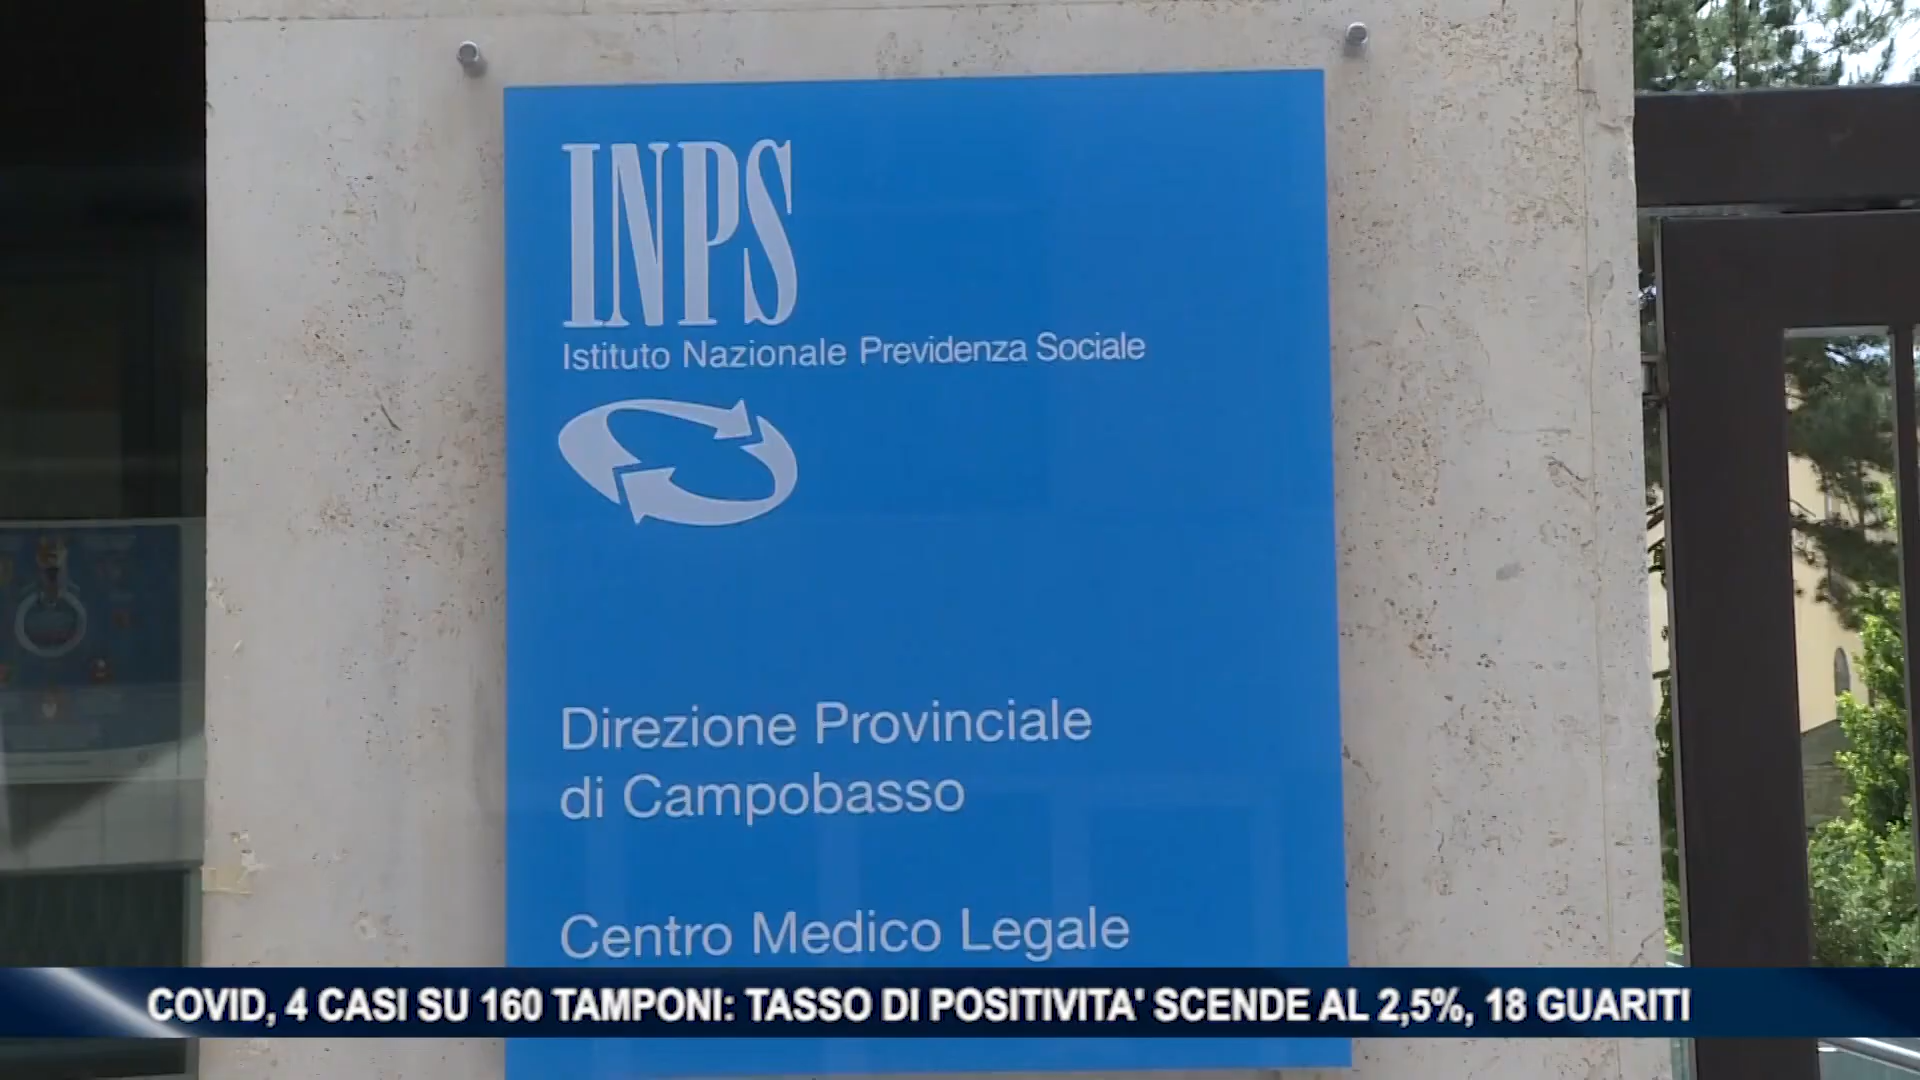 INPS
Istituto Nazionale Previdenza Sociale
Direzione Provinciale
di Campobasso
Centro Medico Legale
COVID, 4 CASI SU 160 TAMPONI: TASSO DI POSITIVITA' SCENDE AL 2,5%, 18 GUARITI